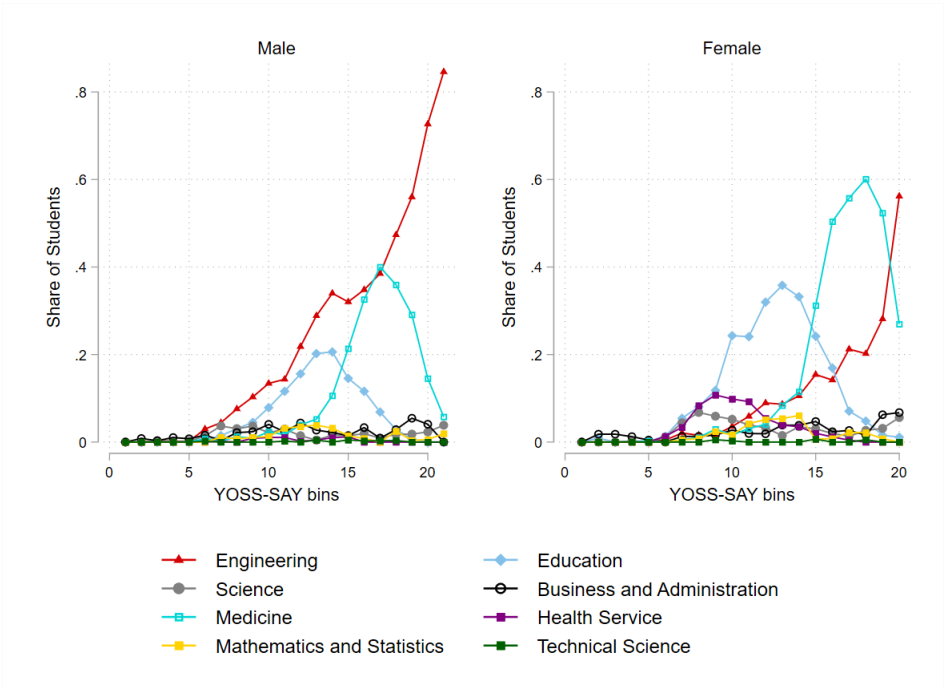 Male
Female
Share of Students
.8
.6
.4
.2
0
0 5 10 15 20
YOSS-SAY bins
Share of Students
.8
.6
.4
.2
0
0 5 10 15 20
YOSS-SAY bins
Engineering
Education
Science
Business and Administration
Medicine
Health Service
Mathematics and Statistics
Technical Science